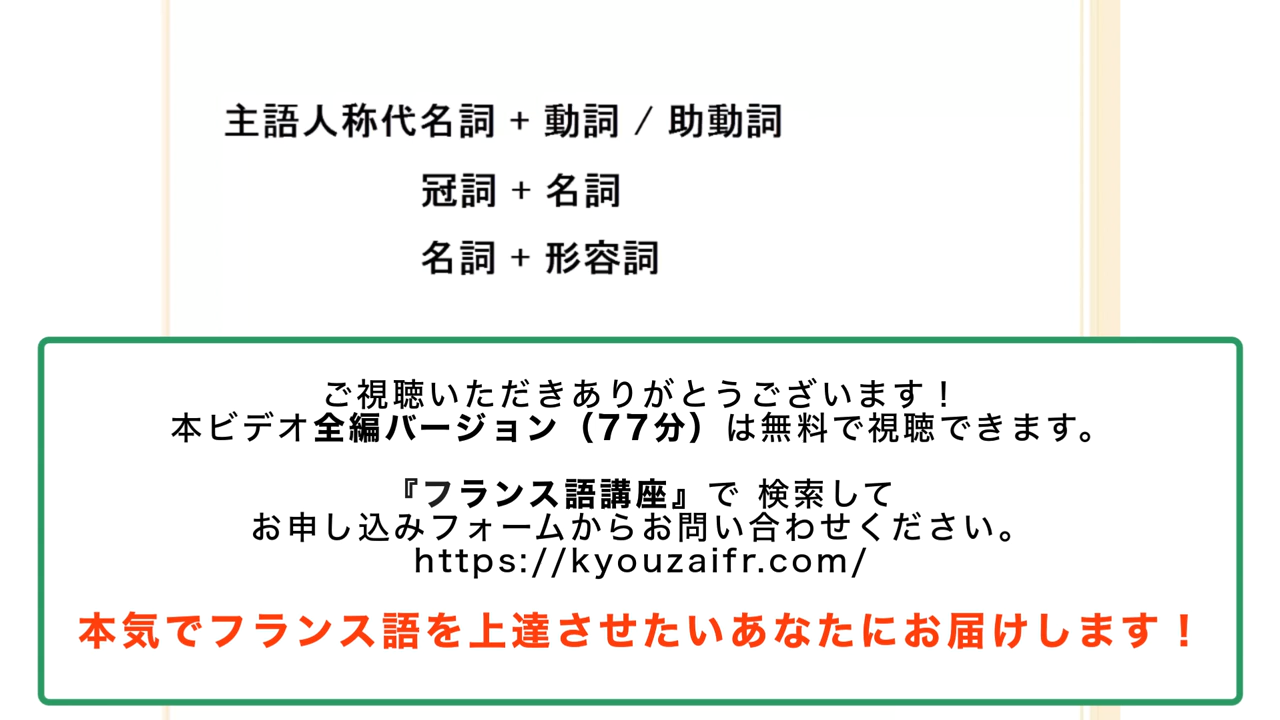 主語人称代名詞 + 動詞 / 助動詞
冠詞 + 名詞
名詞 + 形容詞
ご視聴いただきありがとうございます！
本ビデオ全編バージョン（77分）は無料で視聴できます。
『フランス語講座』で 検索して
お申し込みフォームからお問い合わせください。
https://kyouzaifr.com/
本気でフランス語を上達させたいあなたにお届けします！